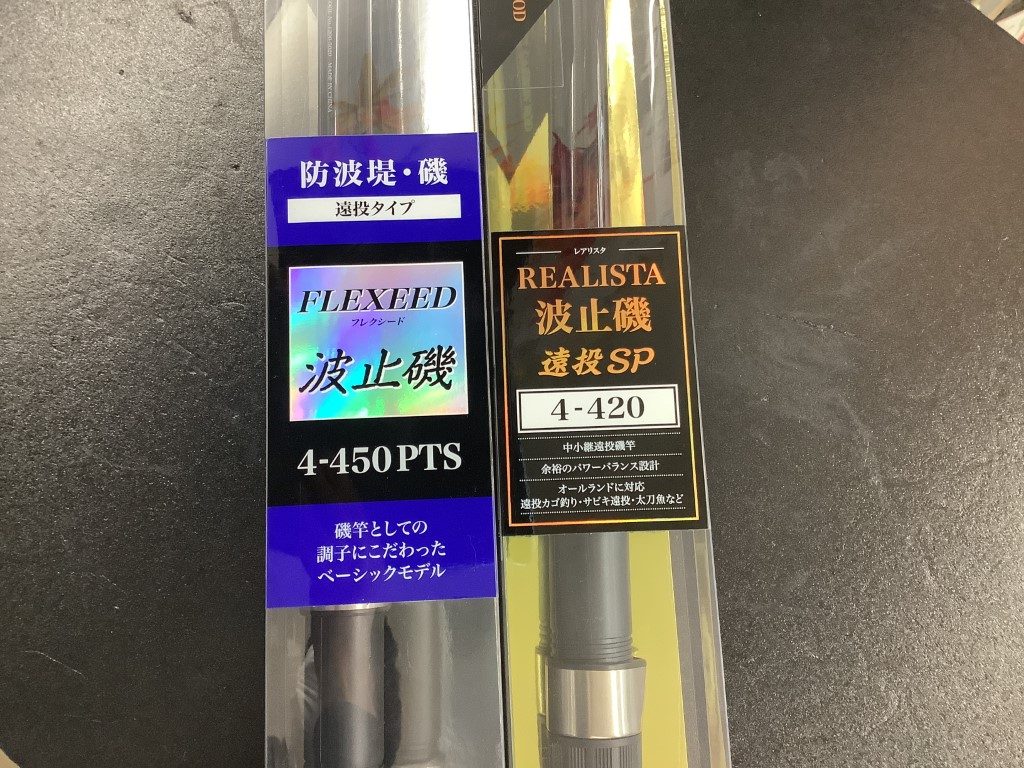 MADE IN CHINA
防波堤・磯
遠投タイプ
FLEXEED
フレクシード
波止磯
4-450PTS
磯竿としての
調子にこだわった
ベーシックモデル
レアリスタ
REALISTA
波止磯
遠投SP
4-420
中小継遠投磯竿
余裕のパワーバランス設計
オールランドに対応
遠投カゴ釣り・サビキ遠投・太刀魚など